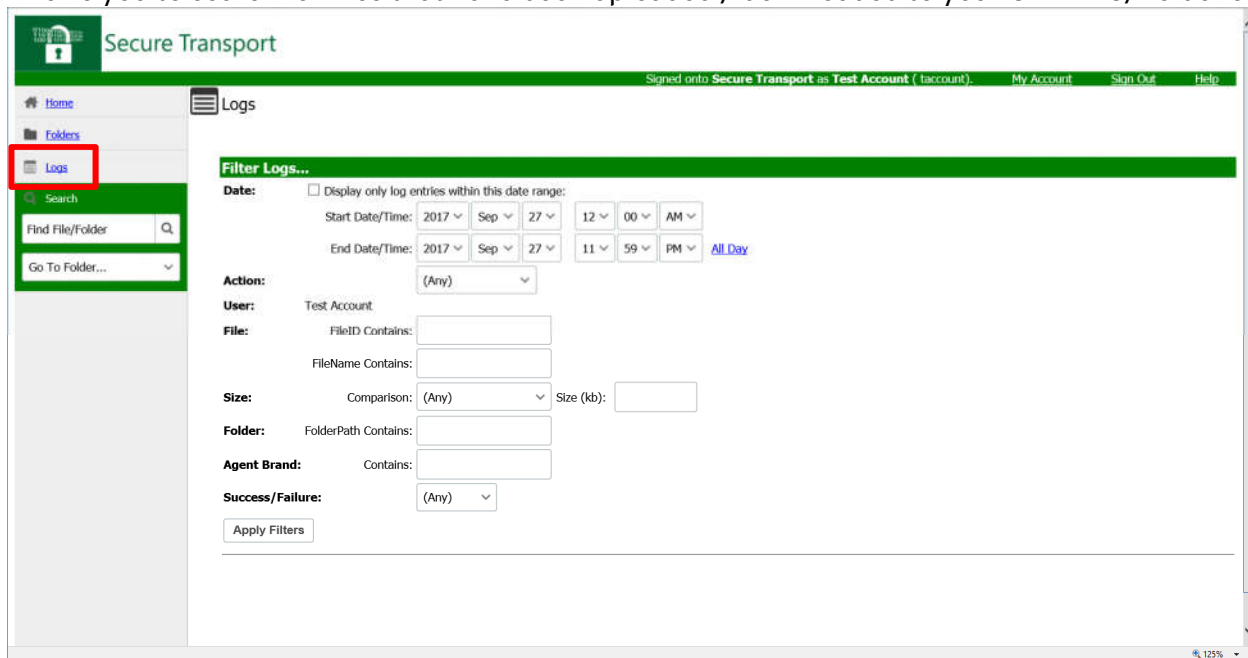 Secure Transport
Signed onto Secure Transport as Test Account ( taccount). My Account Sign Out Help
Home
Folders
Logs
Search
Find File/Folder
Go To Folder...
Logs
Filter Logs...
Date: Display only log entries within this date range:
Start Date/Time: 2017 Sep 27 12 00 AM
End Date/Time: 2017 Sep 27 11 59 PM All Day
Action: (Any)
User: Test Account
File: FileID Contains:
FileName Contains:
Size: Comparison: (Any) Size (kb):
Folder: FolderPath Contains:
Agent Brand: Contains:
Success/Failure: (Any)
Apply Filters
125%